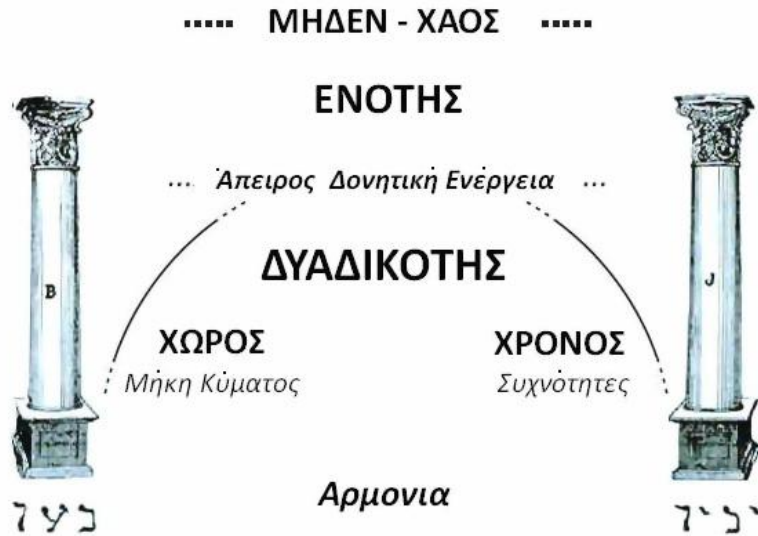 ΜΗΔΕΝ - ΧΑΟΣ
ΕΝΟΤΗΣ
... Άπειρος Δονητική Ενέργεια ...
ΔΥΑΔΙΚΟΤΗΣ
B J
ΧΩΡΟΣ ΧΡΟΝΟΣ
Μήκη Κύματος Συχνότητες
Αρμονια
בעז יכין